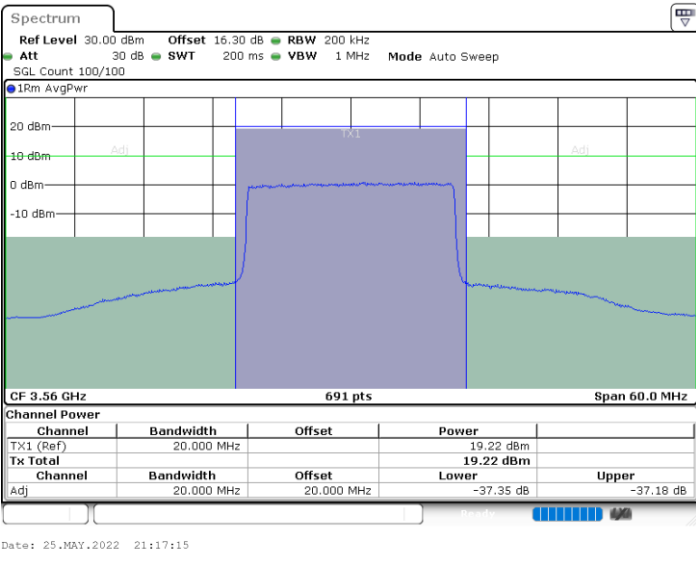 Spectrum
Ref Level 30.00 dBm Offset 16.30 dB RBW 200 kHz
Att 30 dB SWT 200 ms VBW 1 MHz Mode Auto Sweep
SGL Count 100/100
1Rm AvgPwr
20 dBm
TX1
10 dBm Adj Adj
0 dBm
-10 dBm
CF 3.56 GHz 691 pts Span 60.0 MHz
Channel Power
Channel Bandwidth Offset Power
TX1 (Ref) 20.000 MHz 19.22 dBm
Tx Total 19.22 dBm
Channel Bandwidth Offset Lower Upper
Adj 20.000 MHz 20.000 MHz -37.35 dB -37.18 dB
Ready
Date: 25.MAY.2022 21:17:15